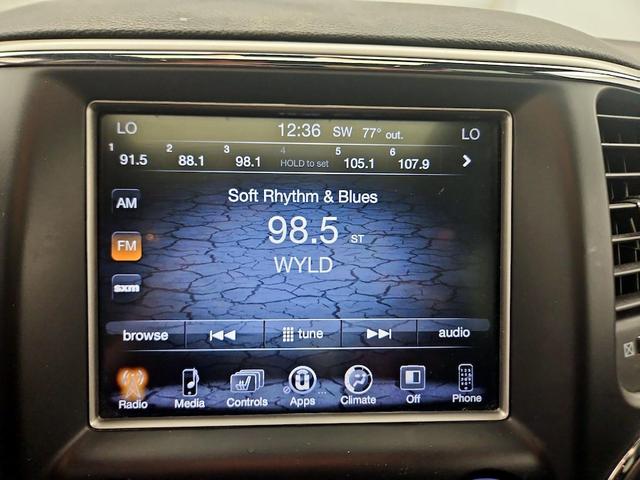 LO 12:36 SW 77° out. LO
1 91.5 2 88.1 3 98.1 4 HOLD to set 5 105.1 6 107.9
AM
Soft Rhythm & Blues
98.5 ST
FM
WYLD
sxm
browse tune audio
Radio Media Controls Apps Climate Off Phone